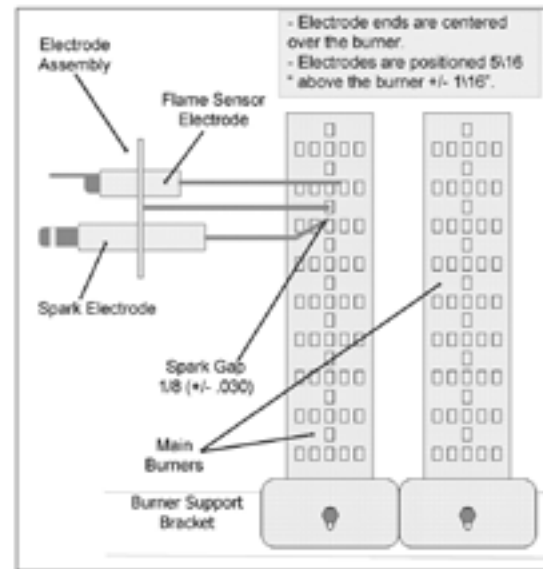 - Electrode ends are centered
over the burner.
- Electrodes are positioned 5\16
" above the burner +/- 1\16".
Electrode
Assembly
Flame Sensor
Electrode
Spark Electrode
Spark Gap
1/8 (+/- .030)
Main
Burners
Burner Support
Bracket